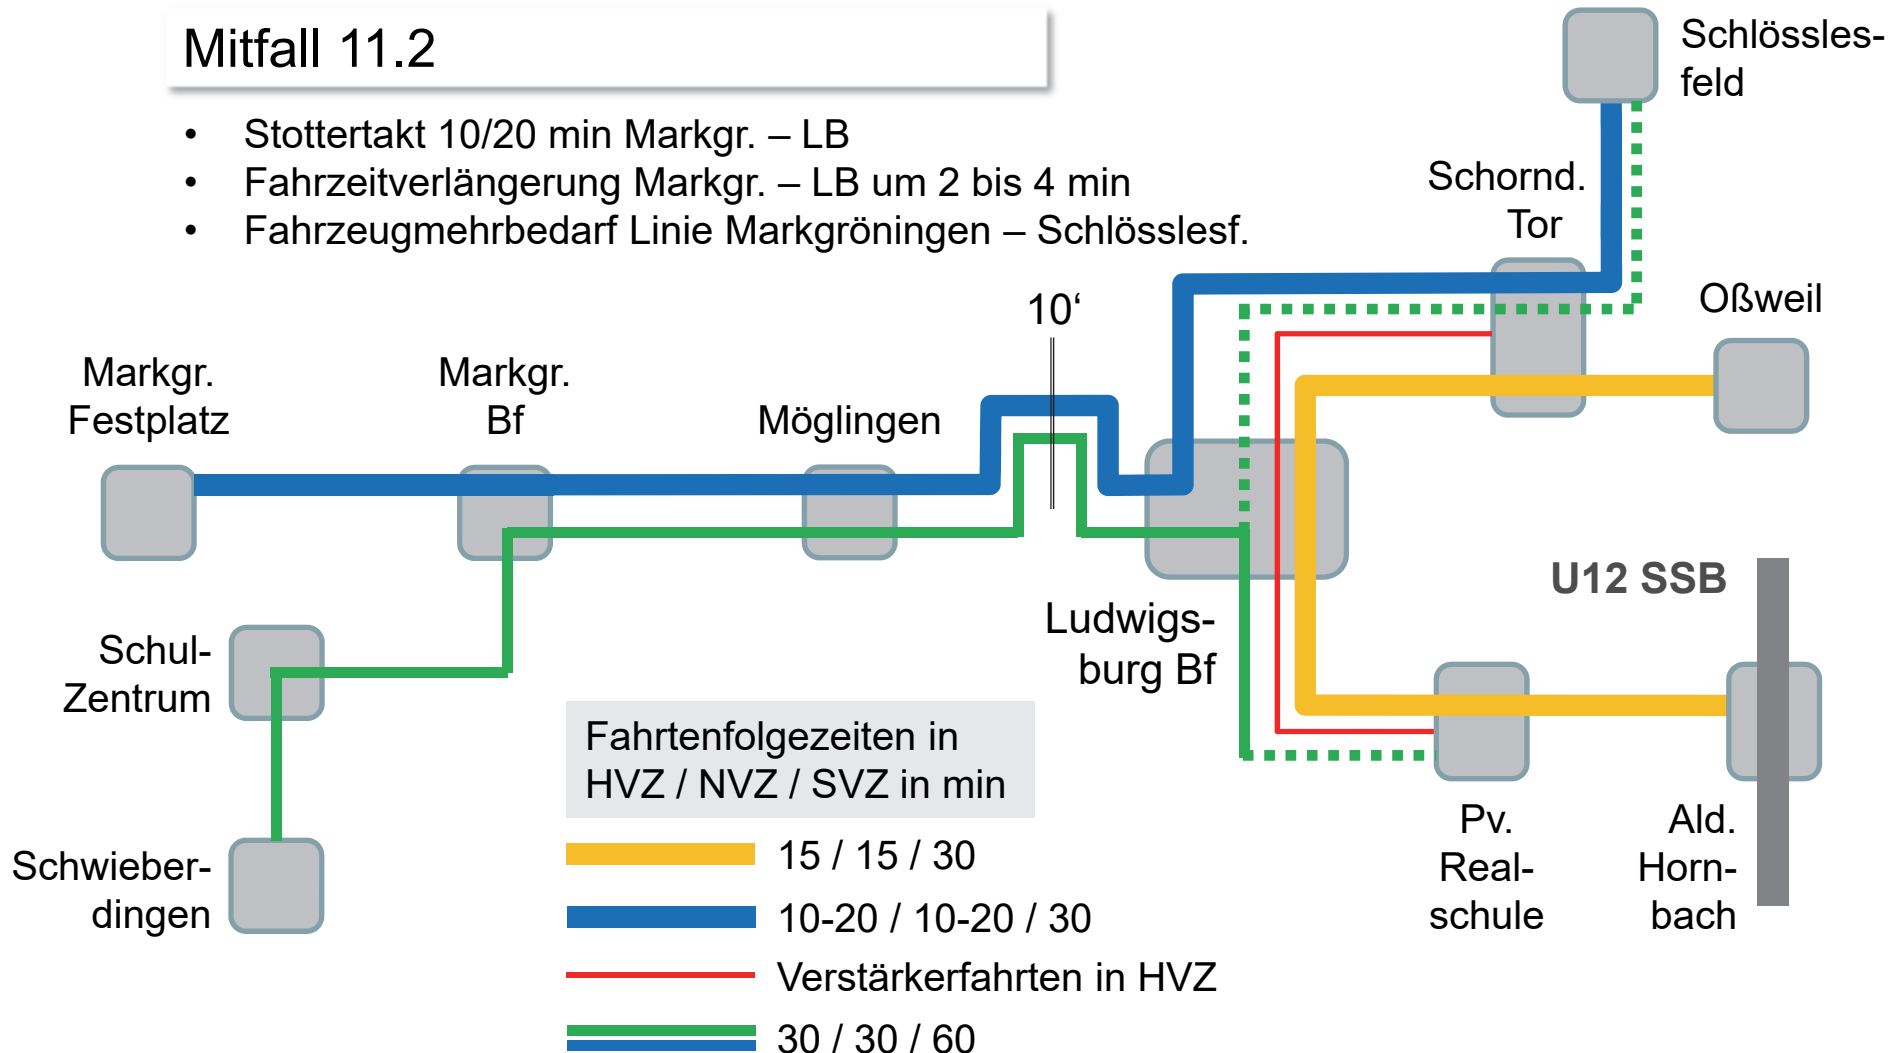 Mitfall 11.2
• Stottertakt 10/20 min Markgr. – LB
• Fahrzeitverlängerung Markgr. – LB um 2 bis 4 min
• Fahrzeugmehrbedarf Linie Markgröningen – Schlösslesf.
Schlössles-
feld
Schornd.
Tor
Oßweil
10‘
Markgr.
Festplatz
Markgr.
Bf
Möglingen
U12 SSB
Ludwigs-
burg Bf
Schul-
Zentrum
Schwieber-
dingen
Pv.
Real-
schule
Ald.
Horn-
bach
Fahrtenfolgezeiten in
HVZ / NVZ / SVZ in min
15 / 15 / 30
10-20 / 10-20 / 30
Verstärkerfahrten in HVZ
30 / 30 / 60